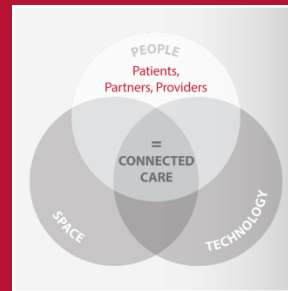 PEOPLE
Patients,
Partners, Providers
=
CONNECTED
CARE
SPACE
TECHNOLOGY